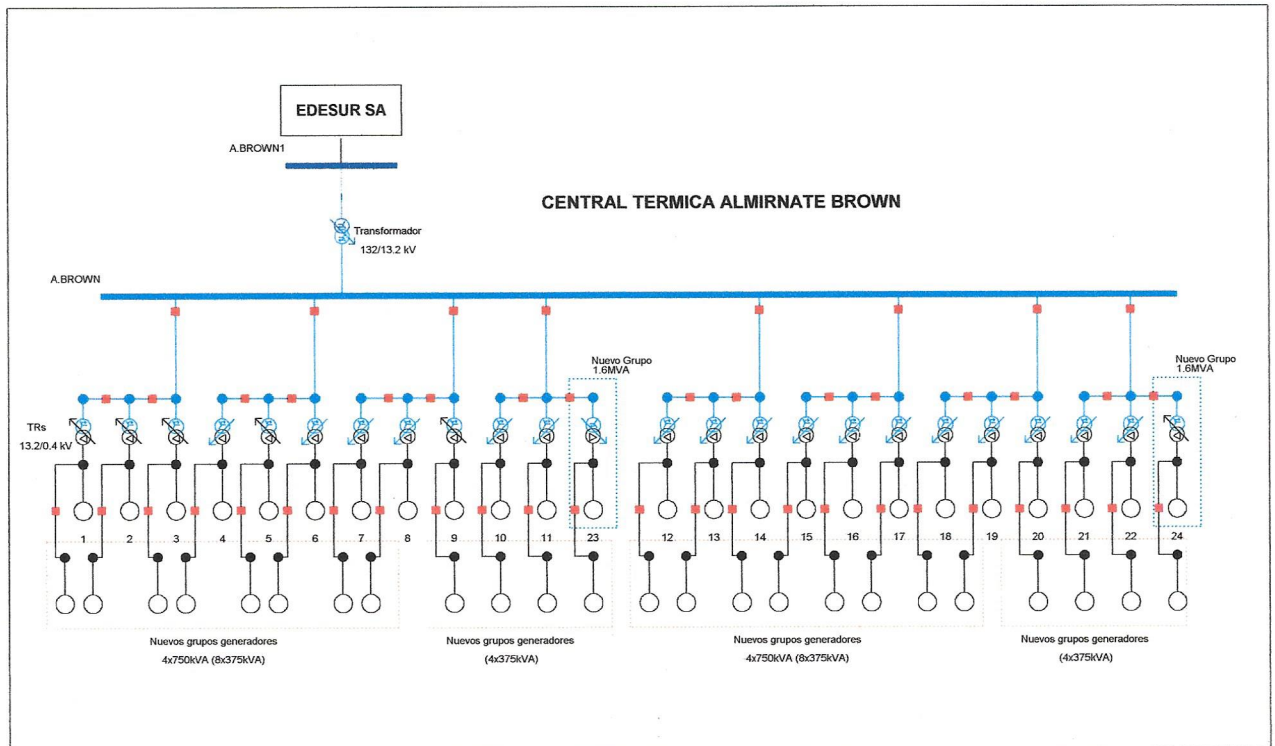 EDESUR SA
A.BROWN1
CENTRAL TERMICA ALMIRNATE BROWN
Transformador
132/13.2 kV
A.BROWN
Nuevo Grupo
1.6MVA
Nuevo Grupo
1.6MVA
TRs
13.2/0.4 kV
1 2 3 4 5 6 7 8 9 10 11 23 12 13 14 15 16 17 18 19 20 21 22 24
Nuevos grupos generadores
4x750kVA (8x375kVA)
Nuevos grupos generadores
(4x375kVA)
Nuevos grupos generadores
4x750kVA (8x375kVA)
Nuevos grupos generadores
(4x375kVA)